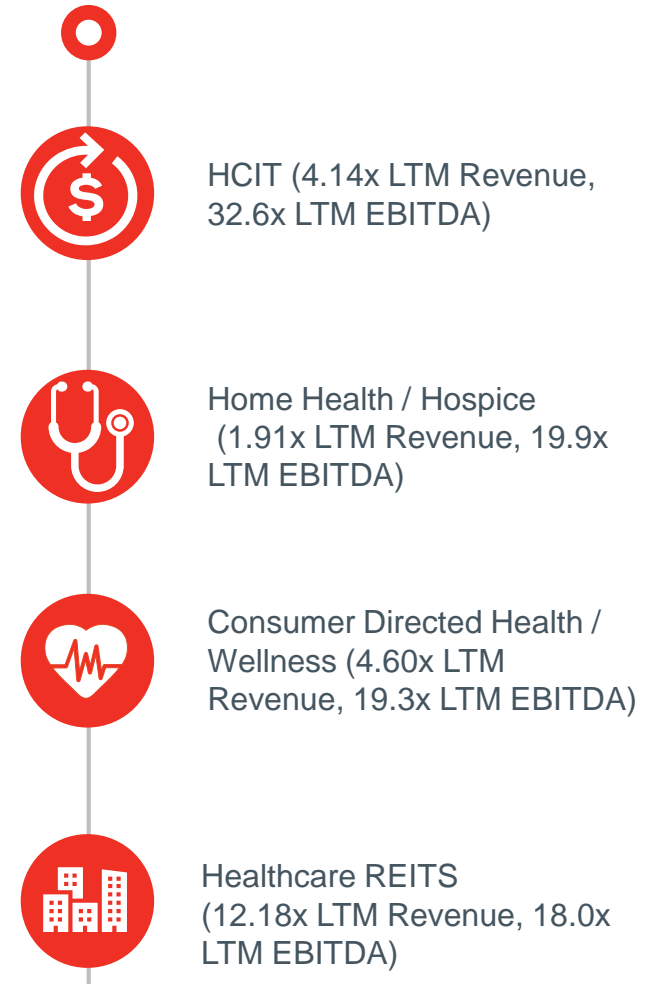 $
HCIT (4.14x LTM Revenue,
32.6x LTM EBITDA)
Home Health / Hospice
(1.91x LTM Revenue, 19.9x
LTM EBITDA)
Consumer Directed Health /
Wellness (4.60x LTM
Revenue, 19.3x LTM EBITDA)
Healthcare REITS
(12.18x LTM Revenue, 18.0x
LTM EBITDA)